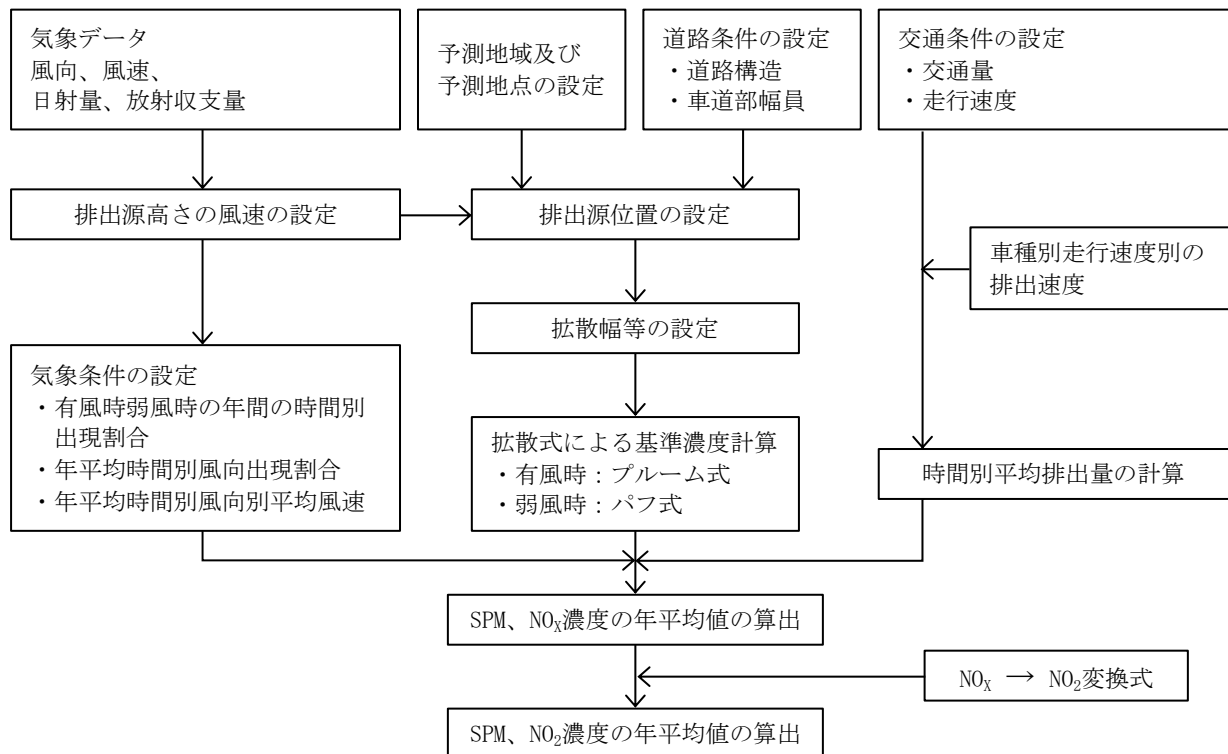 気象データ
風向、風速、
日射量、放射収支量
予測地域及び
予測地点の設定
道路条件の設定
・道路構造
・車道部幅員
交通条件の設定
・交通量
・走行速度
排出源高さの風速の設定
排出源位置の設定
車種別走行速度別の
排出速度
拡散幅等の設定
気象条件の設定
・有風時弱風時の年間の時間別
出現割合
・年平均時間別風向出現割合
・年平均時間別風向別平均風速
拡散式による基準濃度計算
・有風時：プルーム式
・弱風時：パフ式
時間別平均排出量の計算
SPM、NOX濃度の年平均値の算出
NOX → NO2変換式
SPM、NO2濃度の年平均値の算出